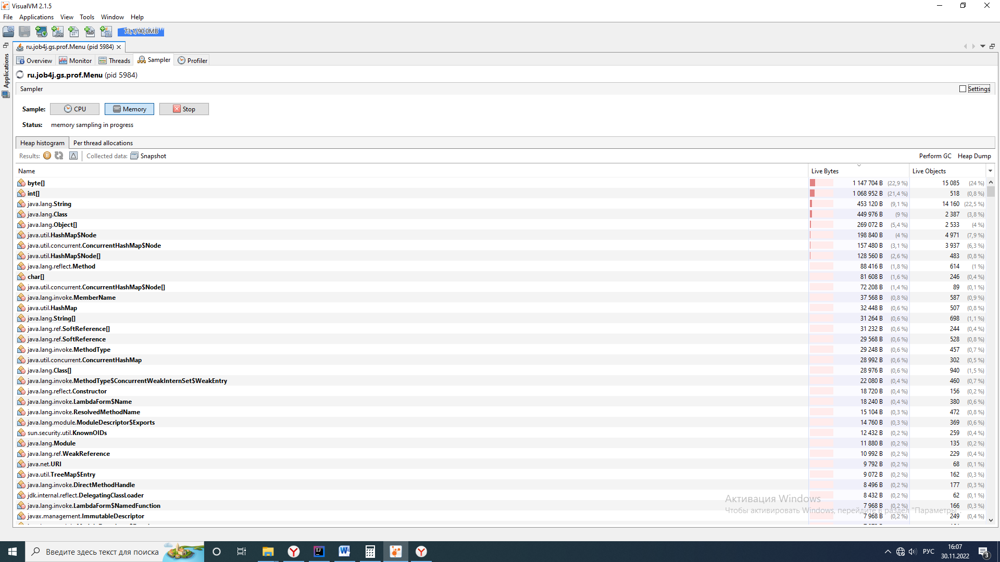 VisualVM 2.1.5
File Applications View Tools Window Help
73,1/90,0MB
ru.job4j.gs.prof.Menu (pid 5984)
Applications
Overview Monitor Threads Sampler Profiler
ru.job4j.gs.prof.Menu (pid 5984)
Sampler Settings
Sample: CPU Memory Stop
Status: memory sampling in progress
Heap histogram Per thread allocations
Results: Collected data: Snapshot Perform GC Heap Dump
Name Live Bytes Live Objects
byte[] 1 147 704 B (22,9 %) 15 085 (24 %)
int[] 1 068 952 B (21,4 %) 518 (0,8 %)
java.lang.String 453 120 B (9,1 %) 14 160 (22,5 %)
java.lang.Class 449 976 B (9 %) 2 387 (3,8 %)
java.lang.Object[] 269 072 B (5,4 %) 2 533 (4 %)
java.util.HashMap$Node 198 840 B (4 %) 4 971 (7,9 %)
java.util.concurrent.ConcurrentHashMap$Node 157 480 B (3,1 %) 3 937 (6,3 %)
java.util.HashMap$Node[] 128 560 B (2,6 %) 483 (0,8 %)
java.lang.reflect.Method 88 416 B (1,8 %) 614 (1 %)
char[] 81 608 B (1,6 %) 246 (0,4 %)
java.util.concurrent.ConcurrentHashMap$Node[] 72 208 B (1,4 %) 89 (0,1 %)
java.lang.invoke.MemberName 37 568 B (0,8 %) 587 (0,9 %)
java.util.HashMap 32 448 B (0,6 %) 507 (0,8 %)
java.lang.String[] 31 264 B (0,6 %) 698 (1,1 %)
java.lang.ref.SoftReference[] 31 232 B (0,6 %) 244 (0,4 %)
java.lang.ref.SoftReference 29 568 B (0,6 %) 528 (0,8 %)
java.lang.invoke.MethodType 29 248 B (0,6 %) 457 (0,7 %)
java.util.concurrent.ConcurrentHashMap 28 992 B (0,6 %) 302 (0,5 %)
java.lang.Class[] 28 976 B (0,6 %) 940 (1,5 %)
java.lang.invoke.MethodType$ConcurrentWeakInternSet$WeakEntry 22 080 B (0,4 %) 460 (0,7 %)
java.lang.reflect.Constructor 18 720 B (0,4 %) 156 (0,2 %)
java.lang.invoke.LambdaForm$Name 18 240 B (0,4 %) 380 (0,6 %)
java.lang.invoke.ResolvedMethodName 15 104 B (0,3 %) 472 (0,8 %)
java.lang.module.ModuleDescriptor$Exports 14 760 B (0,3 %) 369 (0,6 %)
sun.security.util.KnownOIDs 12 432 B (0,2 %) 259 (0,4 %)
java.lang.Module 11 880 B (0,2 %) 135 (0,2 %)
java.lang.ref.WeakReference 10 992 B (0,2 %) 229 (0,4 %)
java.net.URI 9 792 B (0,2 %) 68 (0,1 %)
java.util.TreeMap$Entry 9 072 B (0,2 %) 162 (0,3 %)
java.lang.invoke.DirectMethodHandle 8 496 B (0,2 %) 177 (0,3 %)
jdk.internal.reflect.DelegatingClassLoader 8 432 B (0,2 %) 62 (0,1 %)
java.lang.invoke.LambdaForm$NamedFunction 7 968 B (0,2 %) 166 (0,3 %)
javax.management.ImmutableDescriptor 7 968 B (0,2 %) 249 (0,4 %)
Активация Windows
Чтобы активировать Windows, перейдите в раздел "Параметры".
Введите здесь текст для поиска
РУС
16:07
30.11.2022
3